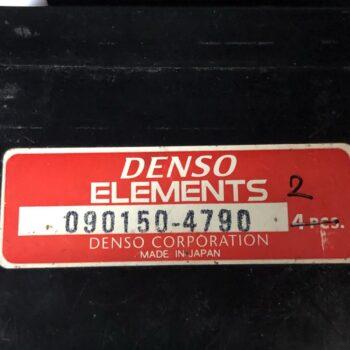 DENSO
ELEMENTS 2
090150-4790 4 PCS.
DENSO CORPORATION
MADE IN JAPAN